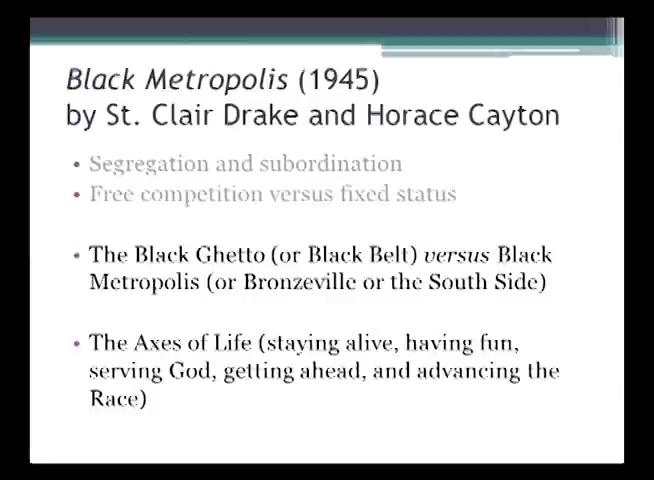 Black Metropolis (1945)
by St. Clair Drake and Horace Cayton
• Segregation and subordination
• Free competition versus fixed status
• The Black Ghetto (or Black Belt) versus Black
Metropolis (or Bronzeville or the South Side)
• The Axes of Life (staying alive, having fun,
serving God, getting ahead, and advancing the
Race)